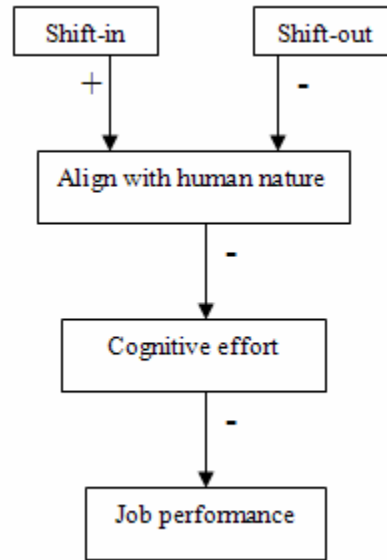 Shift-in
Shift-out
+
-
Align with human nature
-
Cognitive effort
-
Job performance